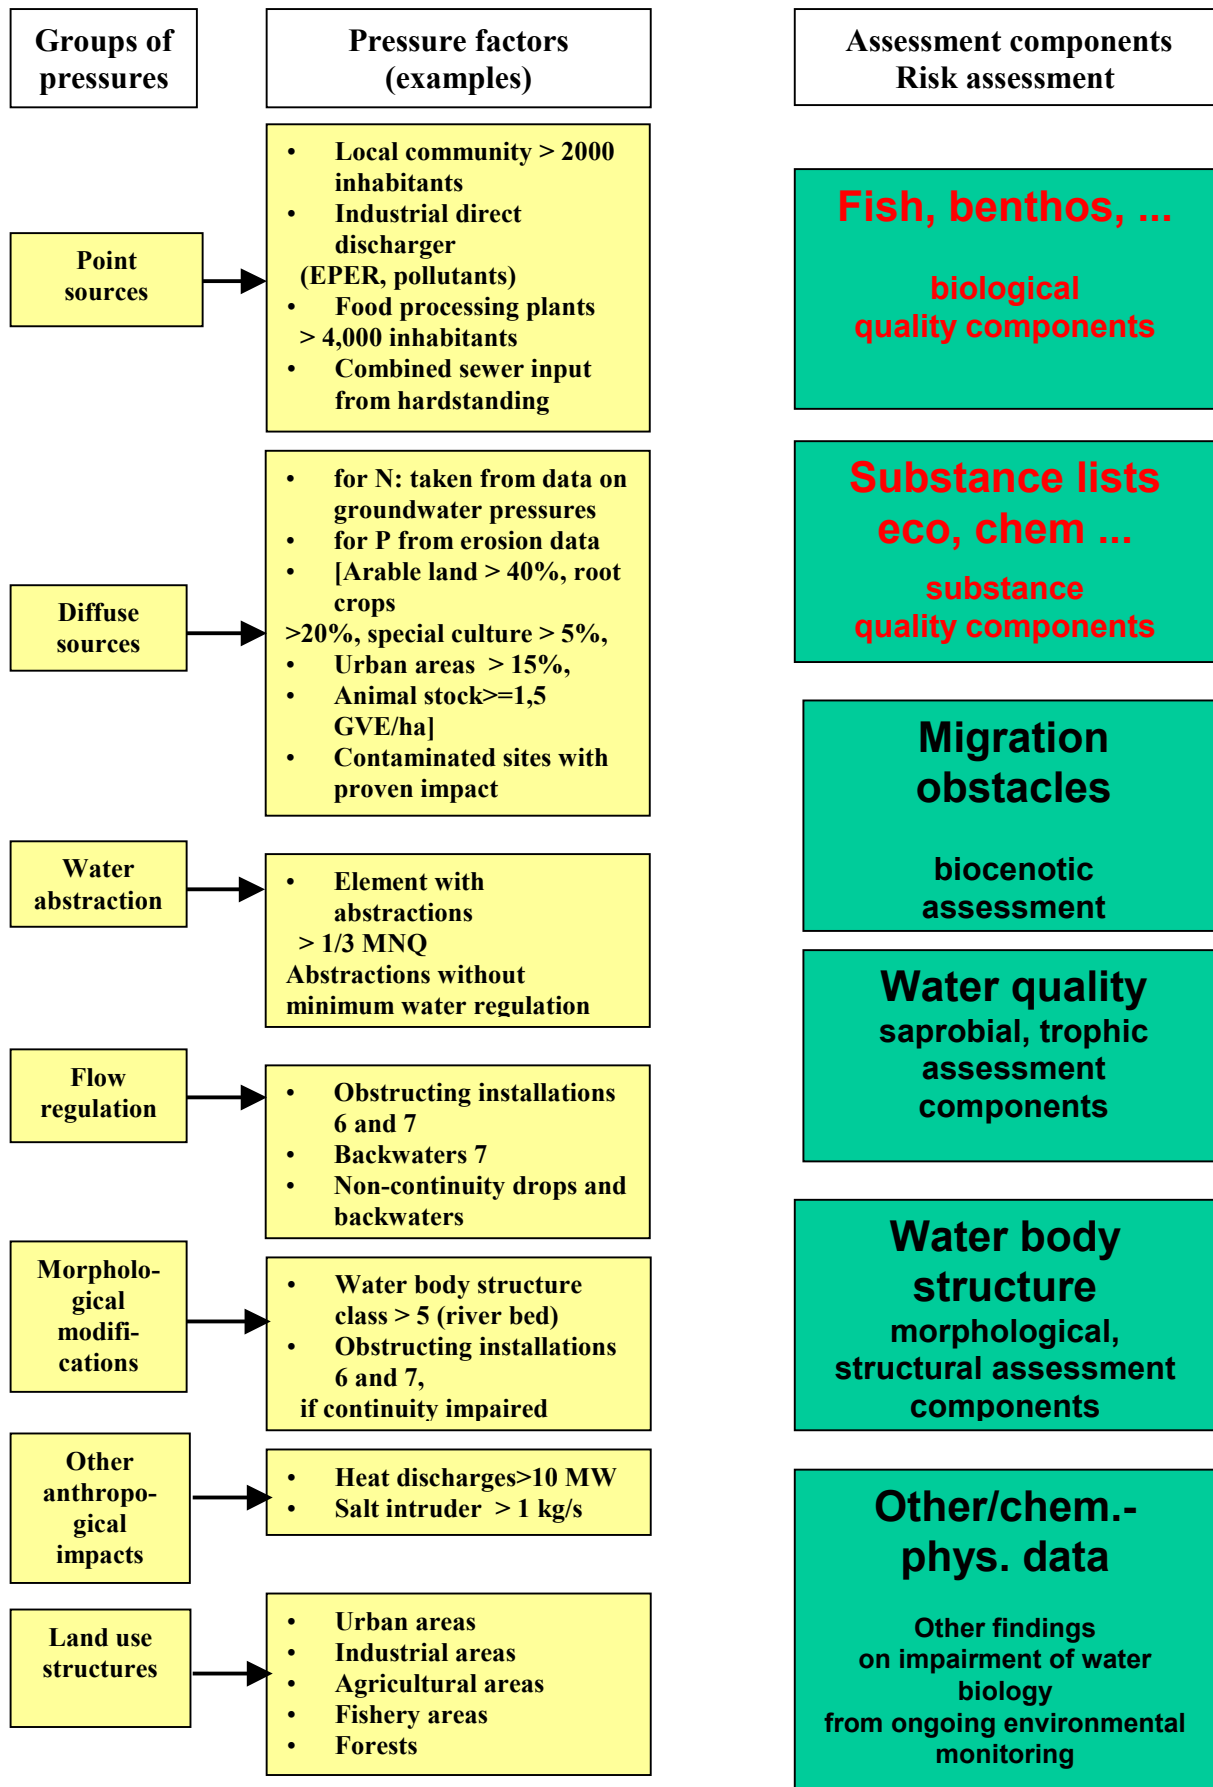 Groups of
pressures
Pressure factors
(examples)
Assessment components
Risk assessment
Point
sources
• Local community > 2000
inhabitants
• Industrial direct
discharger
(EPER, pollutants)
• Food processing plants
> 4,000 inhabitants
• Combined sewer input
from hardstanding
Diffuse
sources
• for N: taken from data on
groundwater pressures
• for P from erosion data
• [Arable land > 40%, root
crops
>20%, special culture > 5%,
• Urban areas > 15%,
• Animal stock>=1,5
GVE/ha]
• Contaminated sites with
proven impact
Water
abstraction
• Element with
abstractions
> 1/3 MNQ
Abstractions without
minimum water regulation
Flow
regulation
• Obstructing installations
6 and 7
• Backwaters 7
• Non-continuity drops and
backwaters
Morpholo-
gical
modifi-
cations
• Water body structure
class > 5 (river bed)
• Obstructing installations
6 and 7,
if continuity impaired
Other
anthropo-
gical
impacts
• Heat discharges>10 MW
• Salt intruder > 1 kg/s
Land use
structures
• Urban areas
• Industrial areas
• Agricultural areas
• Fishery areas
• Forests
Fish, benthos, ...
biological
quality components
Substance lists
eco, chem ...
substance
quality components
Migration
obstacles
biocenotic
assessment
Water quality
saprobial, trophic
assessment
components
Water body
structure
morphological,
structural assessment
components
Other/chem.-
phys. data
Other findings
on impairment of water
biology
from ongoing environmental
monitoring